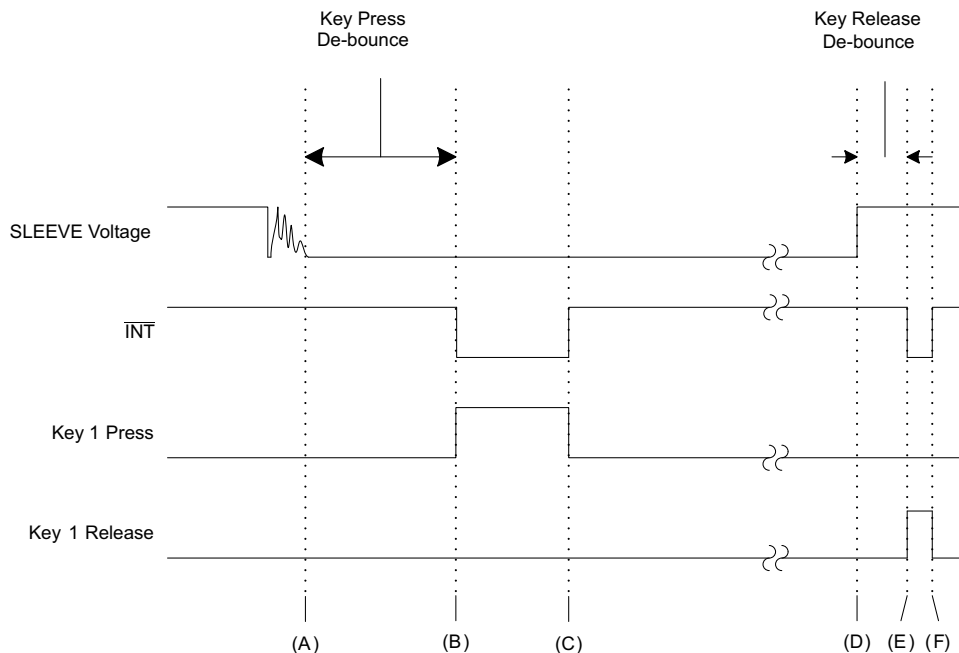 Key Press
De-bounce
Key Release
De-bounce
SLEEVE Voltage
INT
Key 1 Press
Key 1 Release
(A)
(B)
(C)
(D)
(E)
(F)